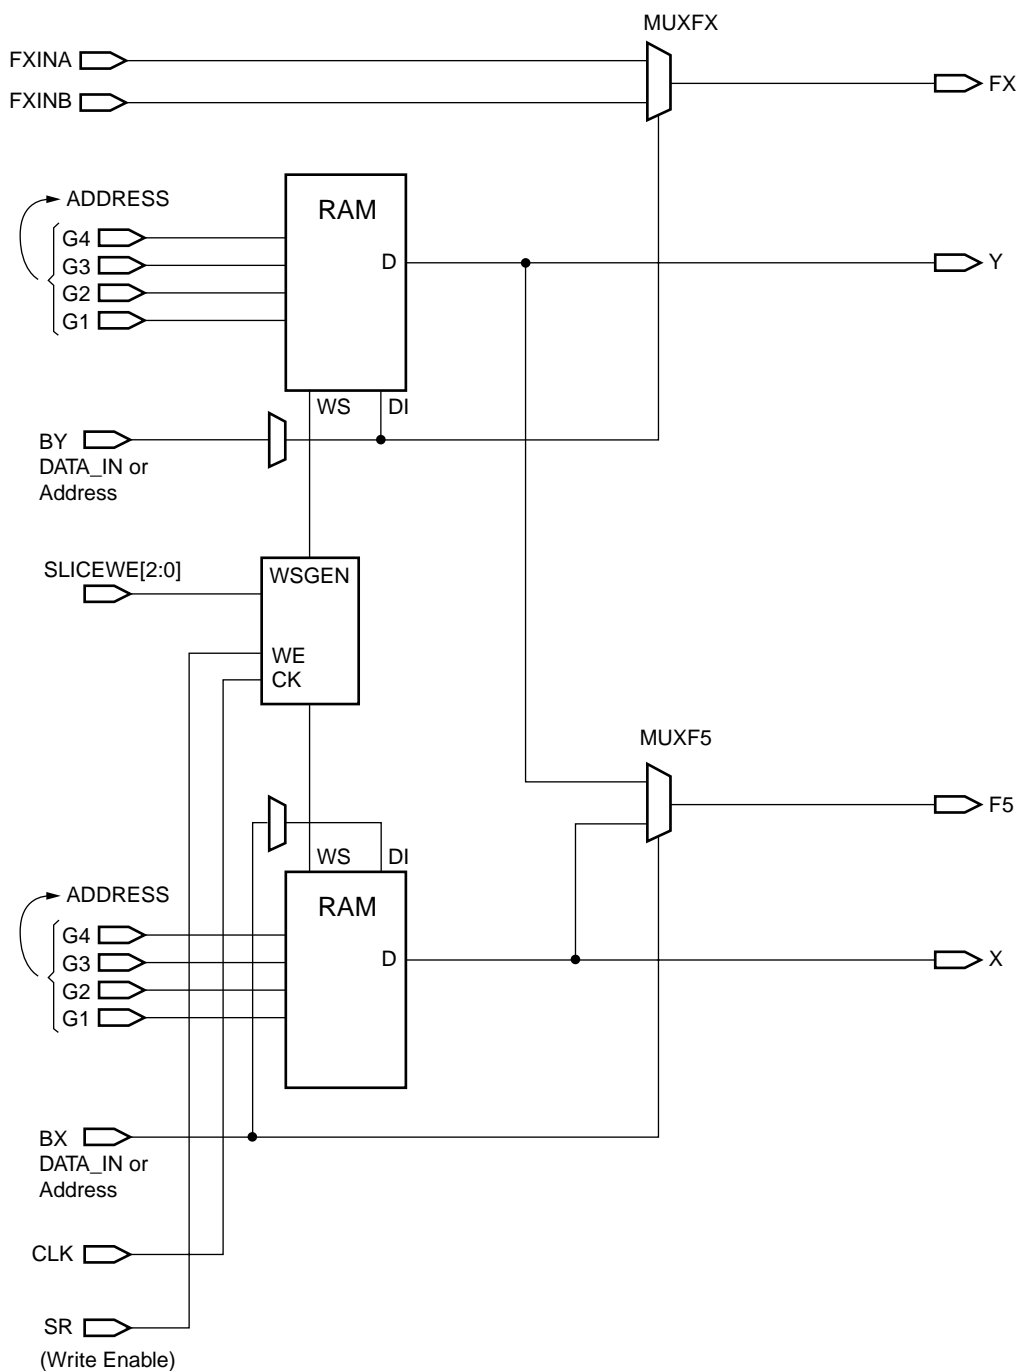 MUXFX
FXINA
FX
FXINB
ADDRESS
RAM
G4
G3
D
Y
G2
G1
WS
DI
BY
DATA_IN or
Address
SLICEWE[2:0]
WSGEN
WE
CK
MUXF5
F5
WS
DI
ADDRESS
RAM
G4
G3
D
X
G2
G1
BX
DATA_IN or
Address
CLK
SR
(Write Enable)